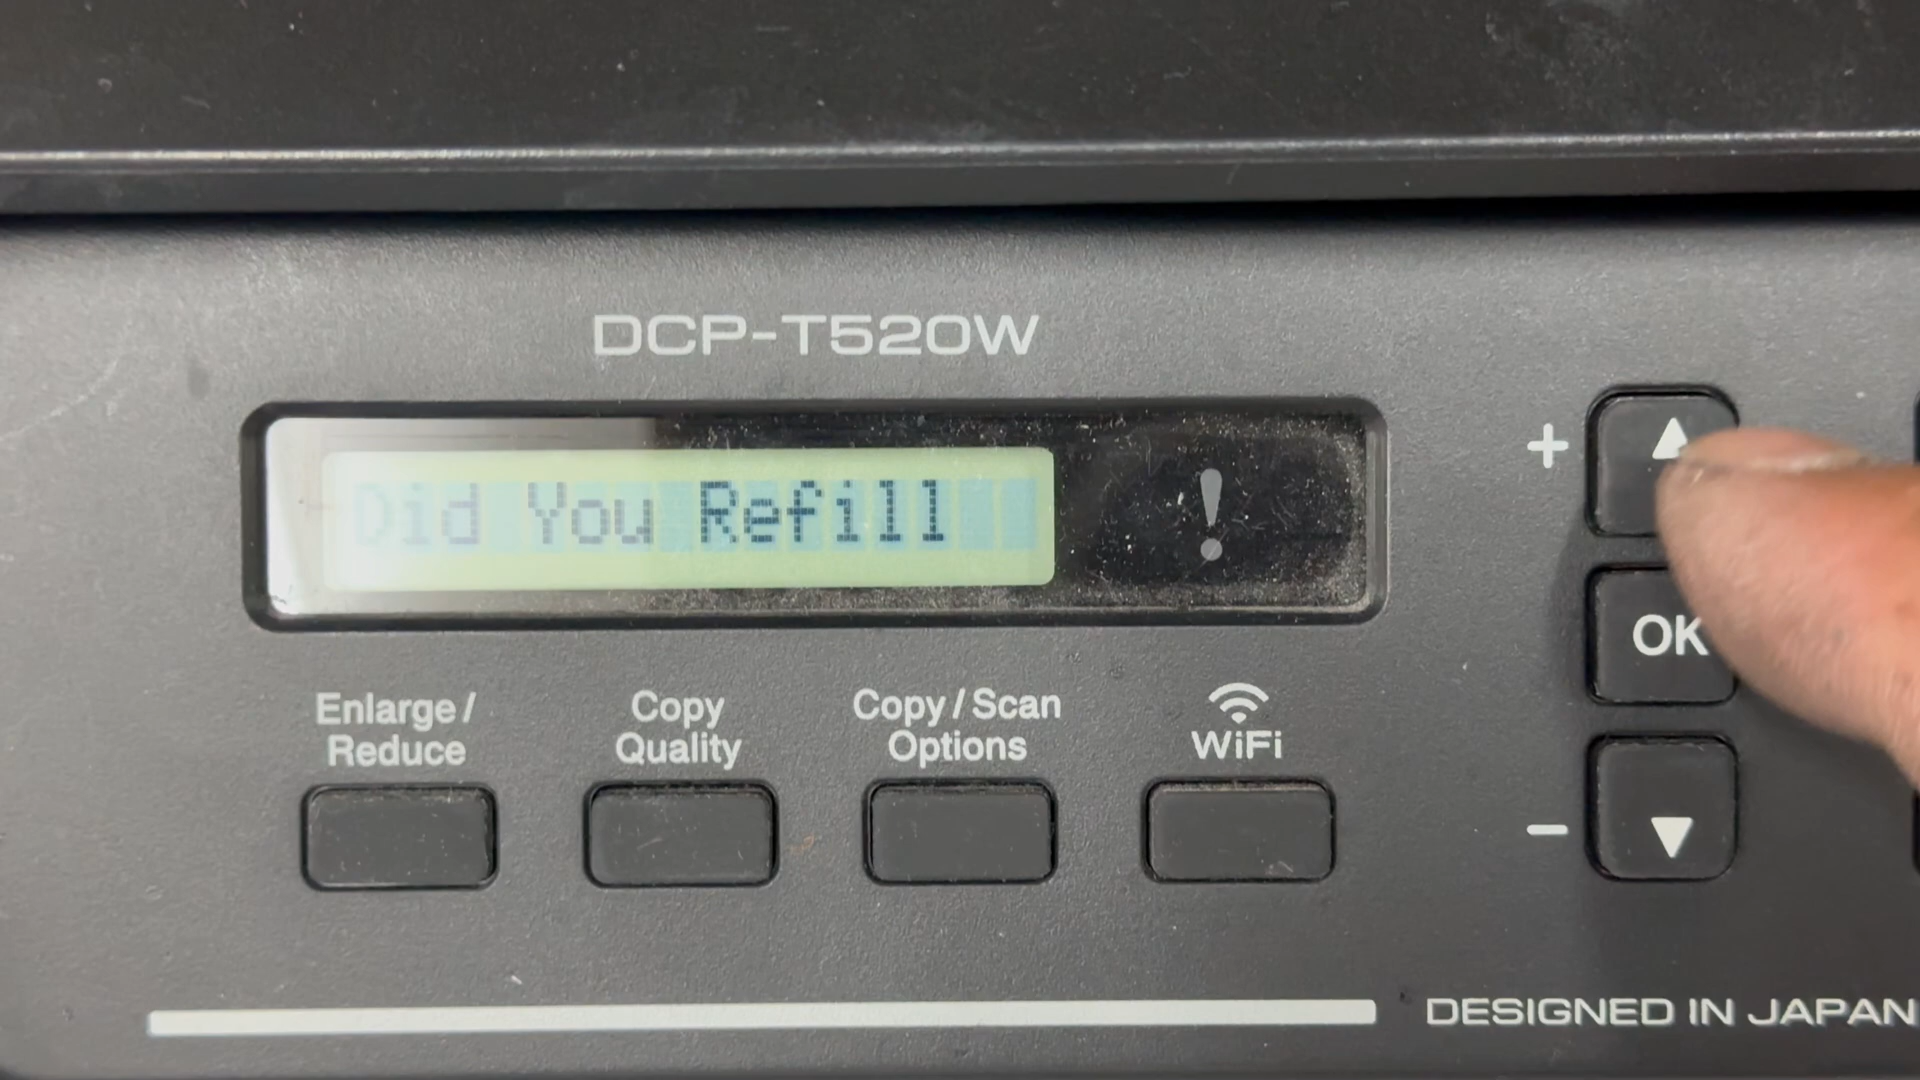 DCP-T520W
Did You Refill
!
+
OK
-
Enlarge/
Reduce
Copy
Quality
Copy/Scan
Options
WiFi
DESIGNED IN JAPAN